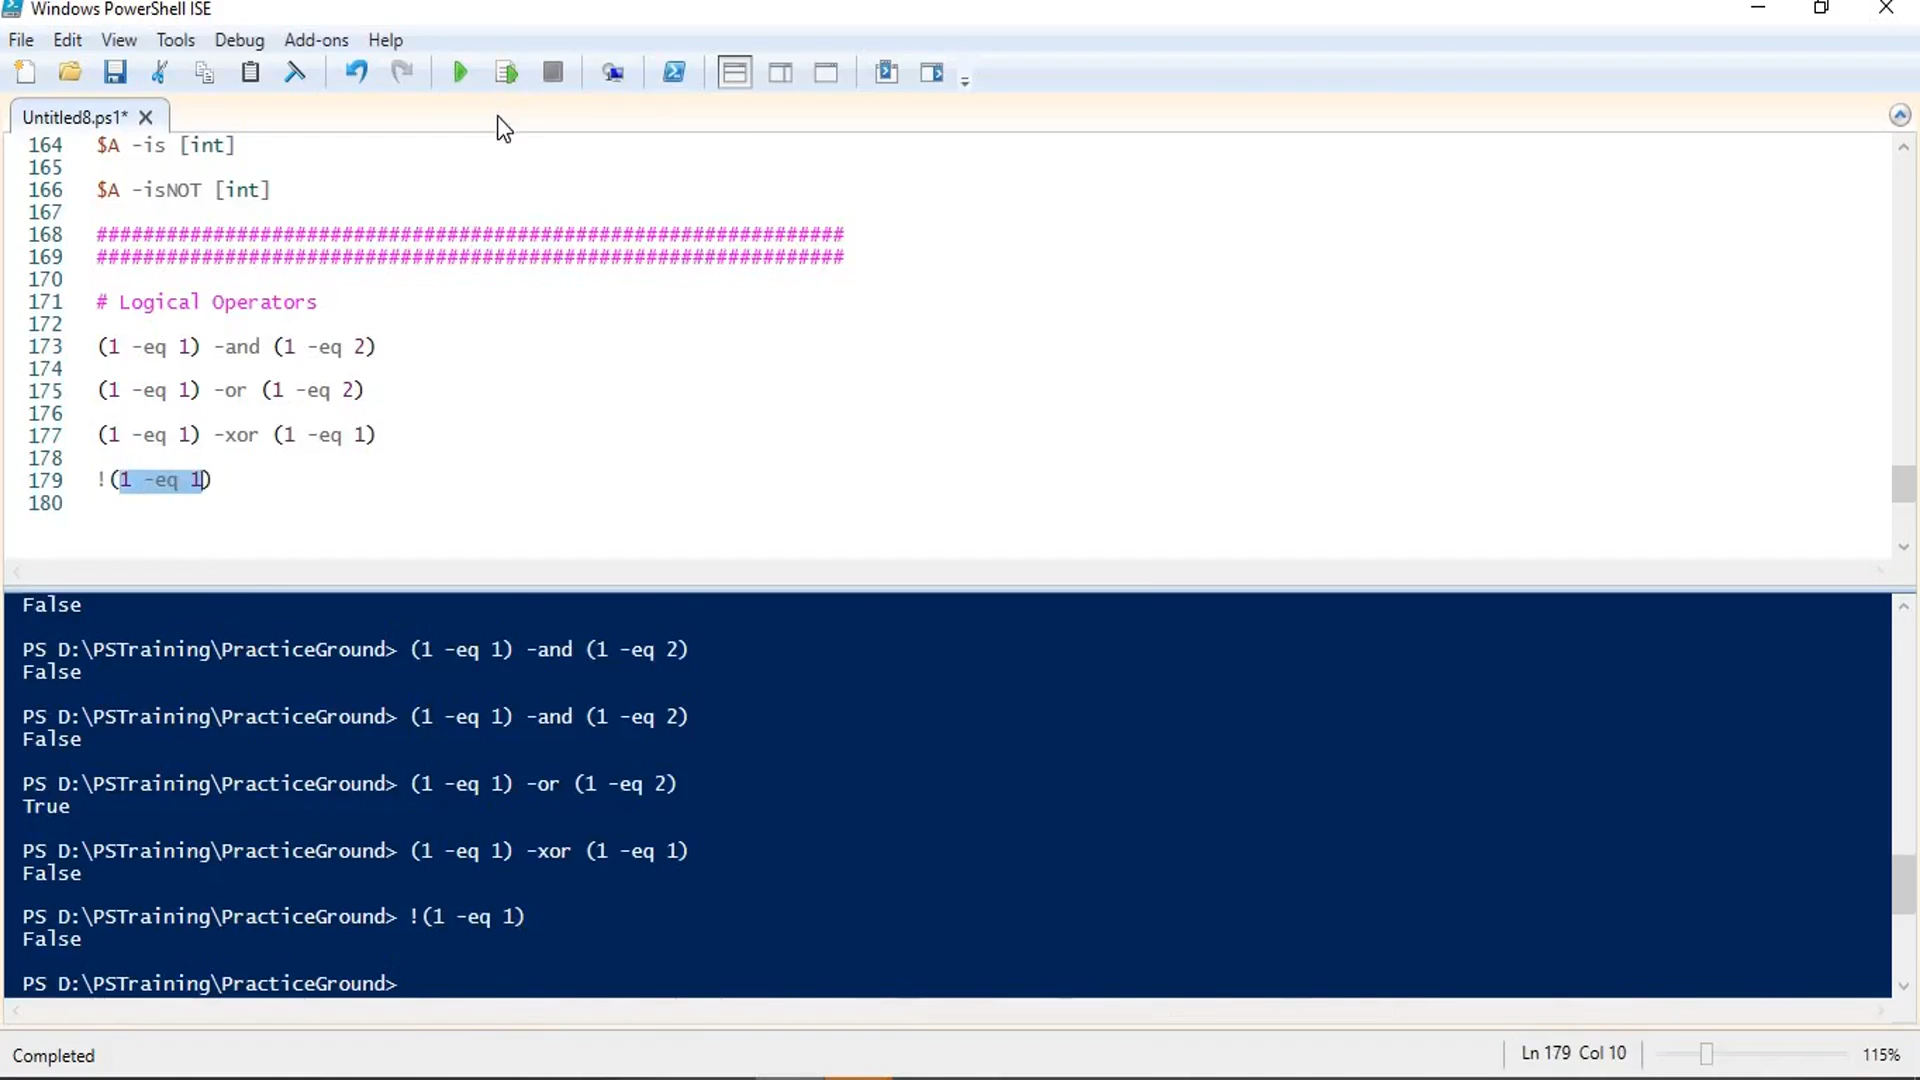 Windows PowerShell ISE
File Edit View Tools Debug Add-ons Help
Untitled8.ps1*
164 $A -is [int]
165
166 $A -isNOT [int]
167
168 ################################################################
169 ################################################################
170
171 # Logical Operators
172
173 (1 -eq 1) -and (1 -eq 2)
174
175 (1 -eq 1) -or (1 -eq 2)
176
177 (1 -eq 1) -xor (1 -eq 1)
178
179 !(1 -eq 1)
180
False
PS D:\PSTraining\PracticeGround> (1 -eq 1) -and (1 -eq 2)
False
PS D:\PSTraining\PracticeGround> (1 -eq 1) -and (1 -eq 2)
False
PS D:\PSTraining\PracticeGround> (1 -eq 1) -or (1 -eq 2)
True
PS D:\PSTraining\PracticeGround> (1 -eq 1) -xor (1 -eq 1)
False
PS D:\PSTraining\PracticeGround> !(1 -eq 1)
False
PS D:\PSTraining\PracticeGround>
Completed
Ln 179 Col 10
115%